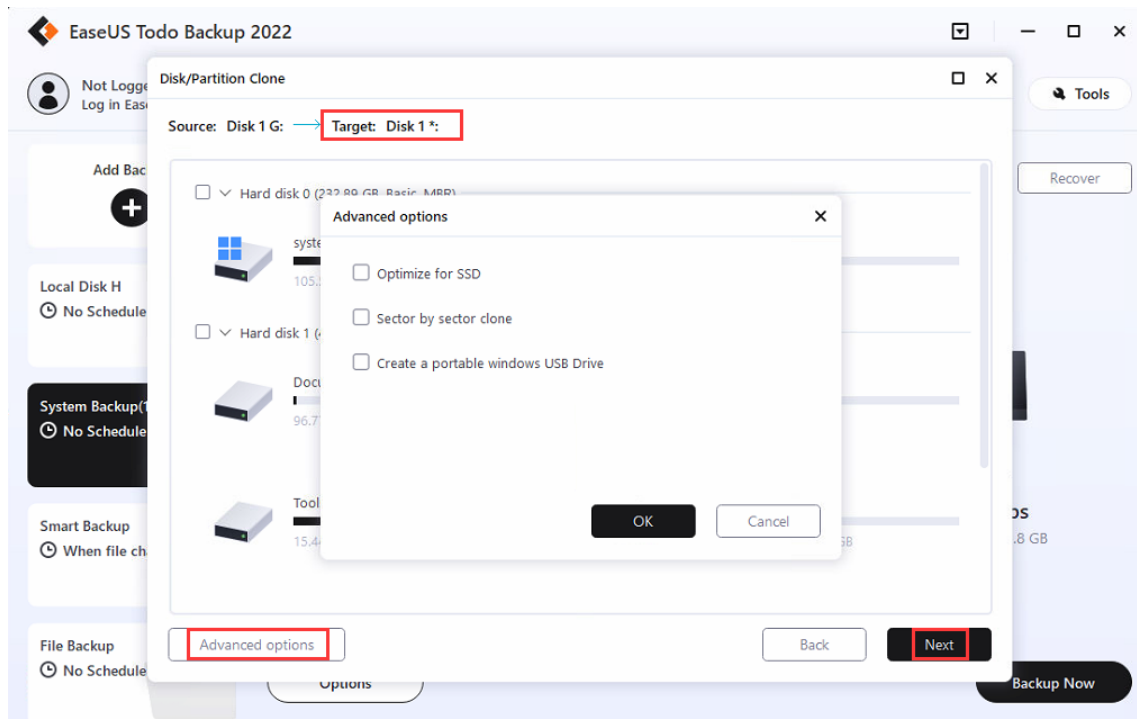 EaseUS Todo Backup 2022
Not Logge
Log in Ease
Tools
Disk/Partition Clone
Source: Disk 1 G:
Target: Disk 1 *:
Add Bac
Recover
Hard disk 0 (232.89 GB, Basic, MBR)
Advanced options
syste
105.
Optimize for SSD
Sector by sector clone
Create a portable windows USB Drive
Local Disk H
No Schedule
Hard disk 1 (
Docu
96.7
System Backup(1
No Schedule
Tool
15.4
GB
OK
Cancel
Smart Backup
When file ch
ps
.8 GB
File Backup
No Schedule
Advanced options
Back
Next
Options
Backup Now